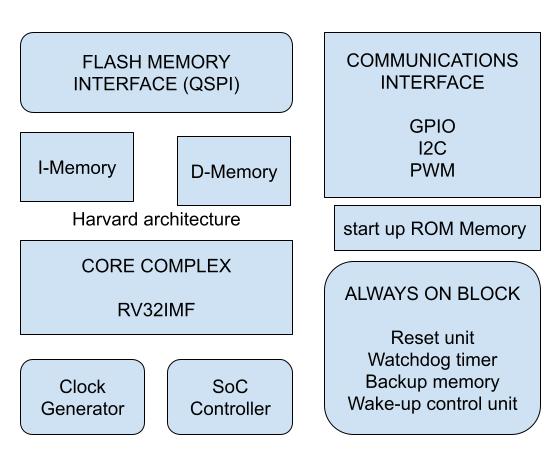 FLASH MEMORY
INTERFACE (QSPI)
I-Memory
D-Memory
Harvard architecture
CORE COMPLEX
RV32IMF
Clock
Generator
SoC
Controller
COMMUNICATIONS
INTERFACE
GPIO
I2C
PWM
start up ROM Memory
ALWAYS ON BLOCK
Reset unit
Watchdog timer
Backup memory
Wake-up control unit